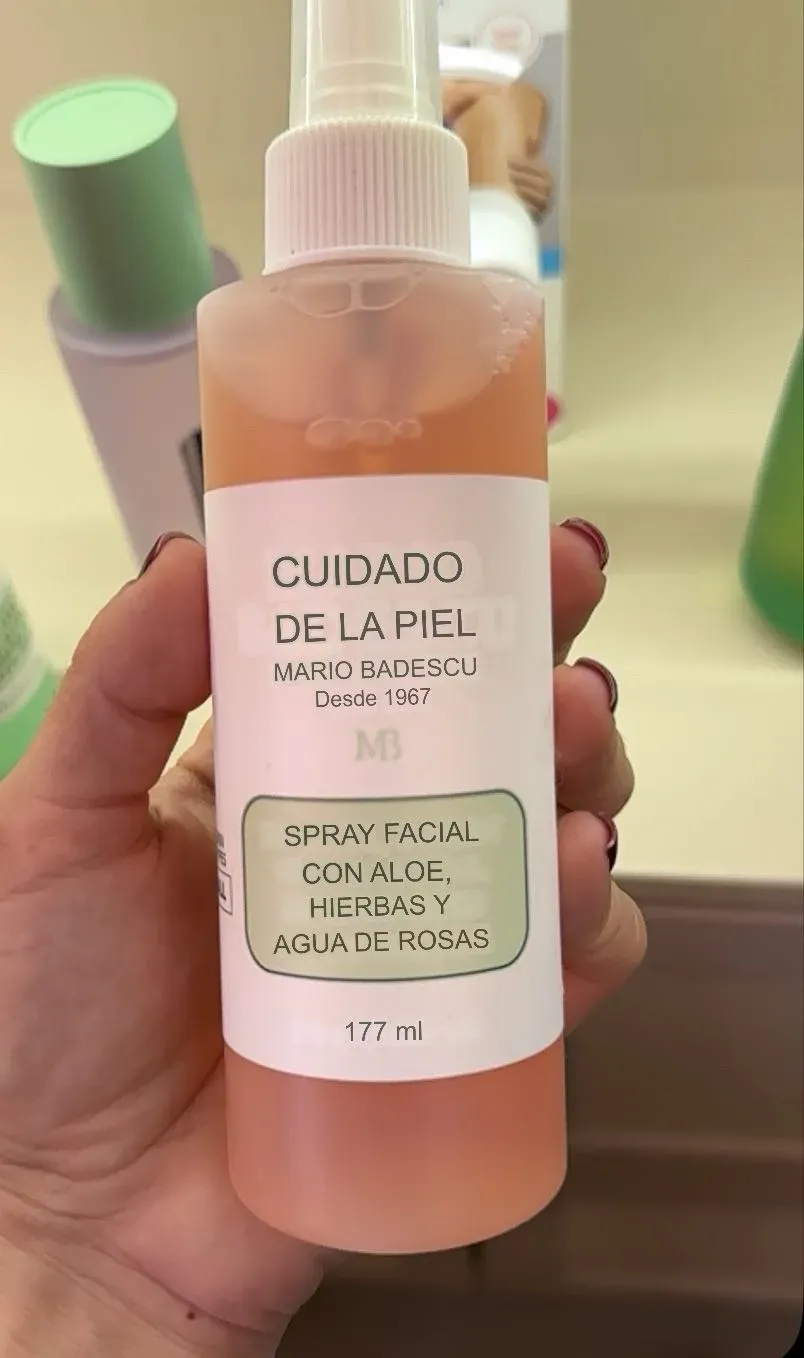 CUIDADO
DE LA PIEL
MARIO BADESCU
Desde 1967
MB
SPRAY FACIAL
CON ALOE,
HIERBAS Y
AGUA DE ROSAS
177 ml